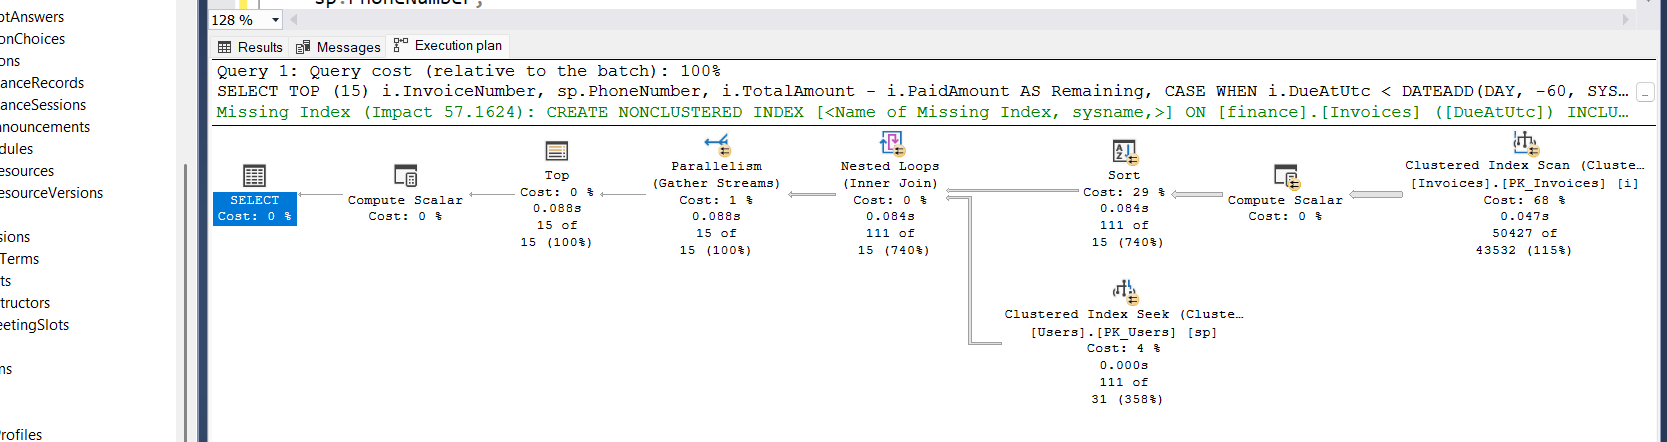 otAnswers
onChoices
ons
anceRecords
anceSessions
nnouncements
dules
esources
esourceVersions
sions
Terms
ts
tructors
eetingSlots
ns
rofiles
sp.PhoneNumber,
128 %
Results Messages Execution plan
Query 1: Query cost (relative to the batch): 100%
SELECT TOP (15) i.InvoiceNumber, sp.PhoneNumber, i.TotalAmount - i.PaidAmount AS Remaining, CASE WHEN i.DueAtUtc < DATEADD(DAY, -60, SYS...
Missing Index (Impact 57.1624): CREATE NONCLUSTERED INDEX [<Name of Missing Index, sysname,>] ON [finance].[Invoices] ([DueAtUtc]) INCLU...
SELECT
Cost: 0 %
Compute Scalar
Cost: 0 %
Top
Cost: 0 %
0.088s
15 of
15 (100%)
Parallelism
(Gather Streams)
Cost: 1 %
0.088s
15 of
15 (100%)
Nested Loops
(Inner Join)
Cost: 0 %
0.084s
111 of
15 (740%)
Sort
Cost: 29 %
0.084s
111 of
15 (740%)
Compute Scalar
Cost: 0 %
Clustered Index Scan (Cluste...
[Invoices].[PK_Invoices] [i]
Cost: 68 %
0.047s
50427 of
43532 (115%)
Clustered Index Seek (Cluste...
[Users].[PK_Users] [sp]
Cost: 4 %
0.000s
111 of
31 (358%)